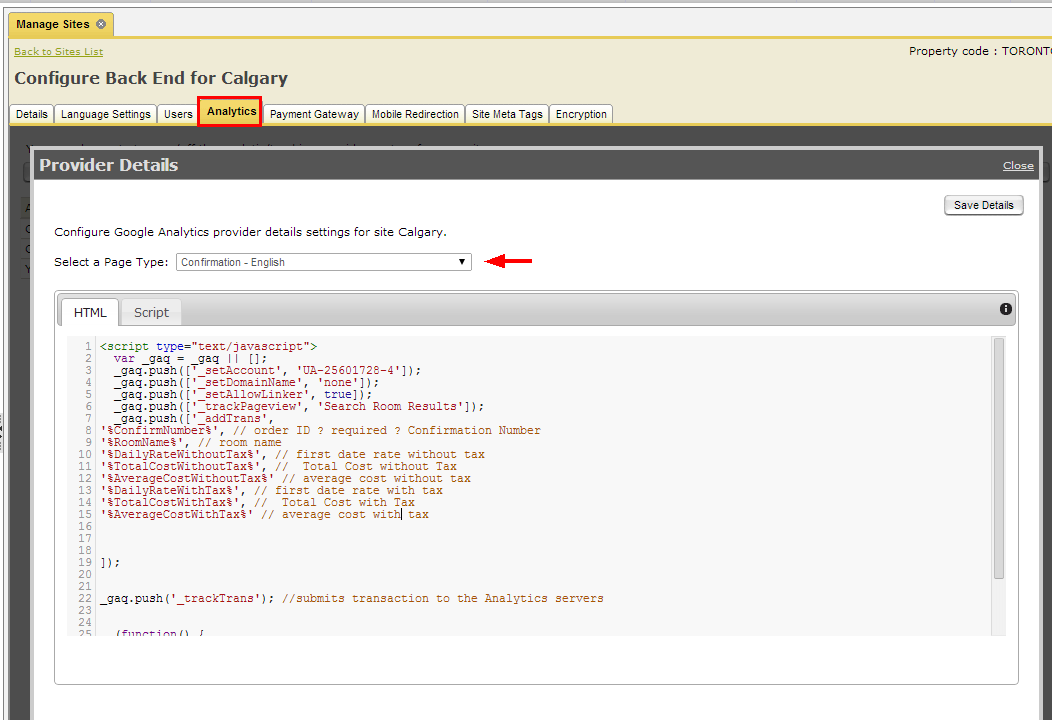 Manage Sites
Back to Sites List
Property code : TORONTO
Configure Back End for Calgary
Details Language Settings Users Analytics Payment Gateway Mobile Redirection Site Meta Tags Encryption
Provider Details Close
Save Details
Configure Google Analytics provider details settings for site Calgary.
Select a Page Type: Confirmation - English
HTML Script
1 <script type="text/javascript">
2 var _gaq = _gaq || [];
3 _gaq.push(['_setAccount', 'UA-25601728-4']);
4 _gaq.push(['_setDomainName', 'none']);
5 _gaq.push(['_setAllowLinker', true]);
6 _gaq.push(['_trackPageview', 'Search Room Results']);
7 _gaq.push(['_addTrans',
8 '%ConfirmNumber%', // order ID ? required ? Confirmation Number
9 '%RoomName%', // room name
10 '%DailyRateWithoutTax%', // first date rate without tax
11 '%TotalCostWithoutTax%', // Total Cost without Tax
12 '%AverageCostWithoutTax%' // average cost without tax
13 '%DailyRateWithTax%', // first date rate with tax
14 '%TotalCostWithTax%', // Total Cost with Tax
15 '%AverageCostWithTax%' // average cost with tax
16
17
18
19 ]);
20
21
22 _gaq.push('_trackTrans'); //submits transaction to the Analytics servers
23
24
25 (function() {